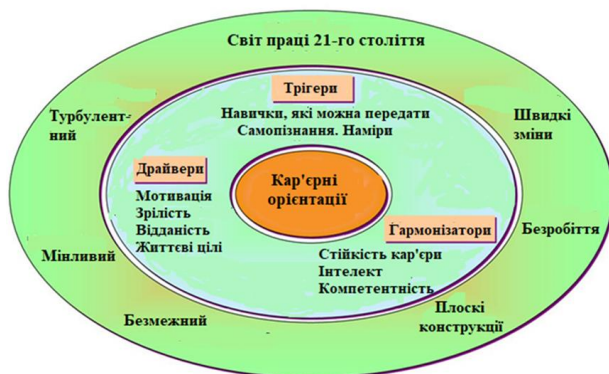 Світ праці 21-го століття
Трігери
Навички, які можна передати
Самопізнання. Наміри
Турбулент-
ний
Швидкі
зміни
Драйвери
Мотивація
Зрілість
Відданість
Життєві цілі
Кар'єрні
орієнтації
Гармонізатори
Стійкість кар'єри
Інтелект
Компетентність
Мінливий
Безробіття
Безмежний
Плоскі
конструкції